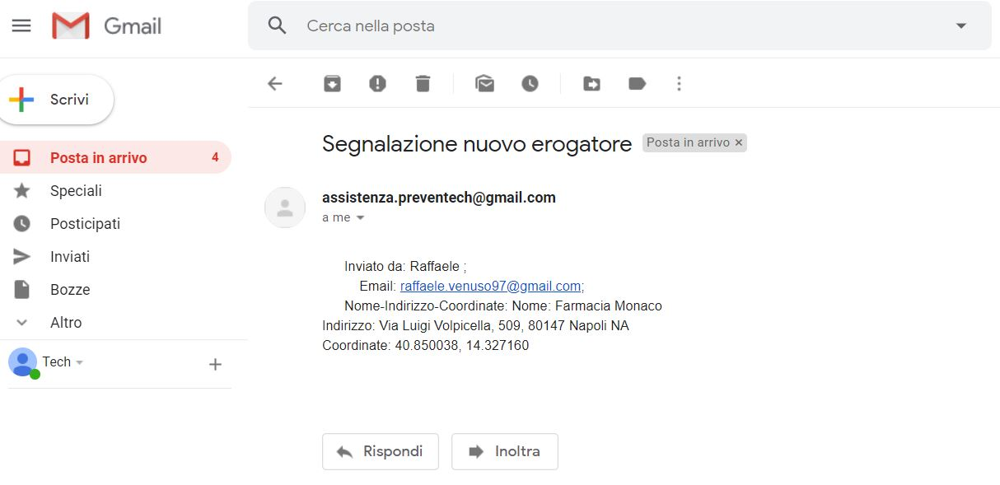 Gmail
Cerca nella posta
Scrivi
Posta in arrivo 4
Speciali
Posticipati
Inviati
Bozze
Altro
Tech
Segnalazione nuovo erogatore Posta in arrivo ×
assistenza.preventech@gmail.com
a me
Inviato da: Raffaele ;
Email: raffaele.venuso97@gmail.com;
Nome-Indirizzo-Coordinate: Nome: Farmacia Monaco
Indirizzo: Via Luigi Volpicella, 509, 80147 Napoli NA
Coordinate: 40.850038, 14.327160
Rispondi
Inoltra